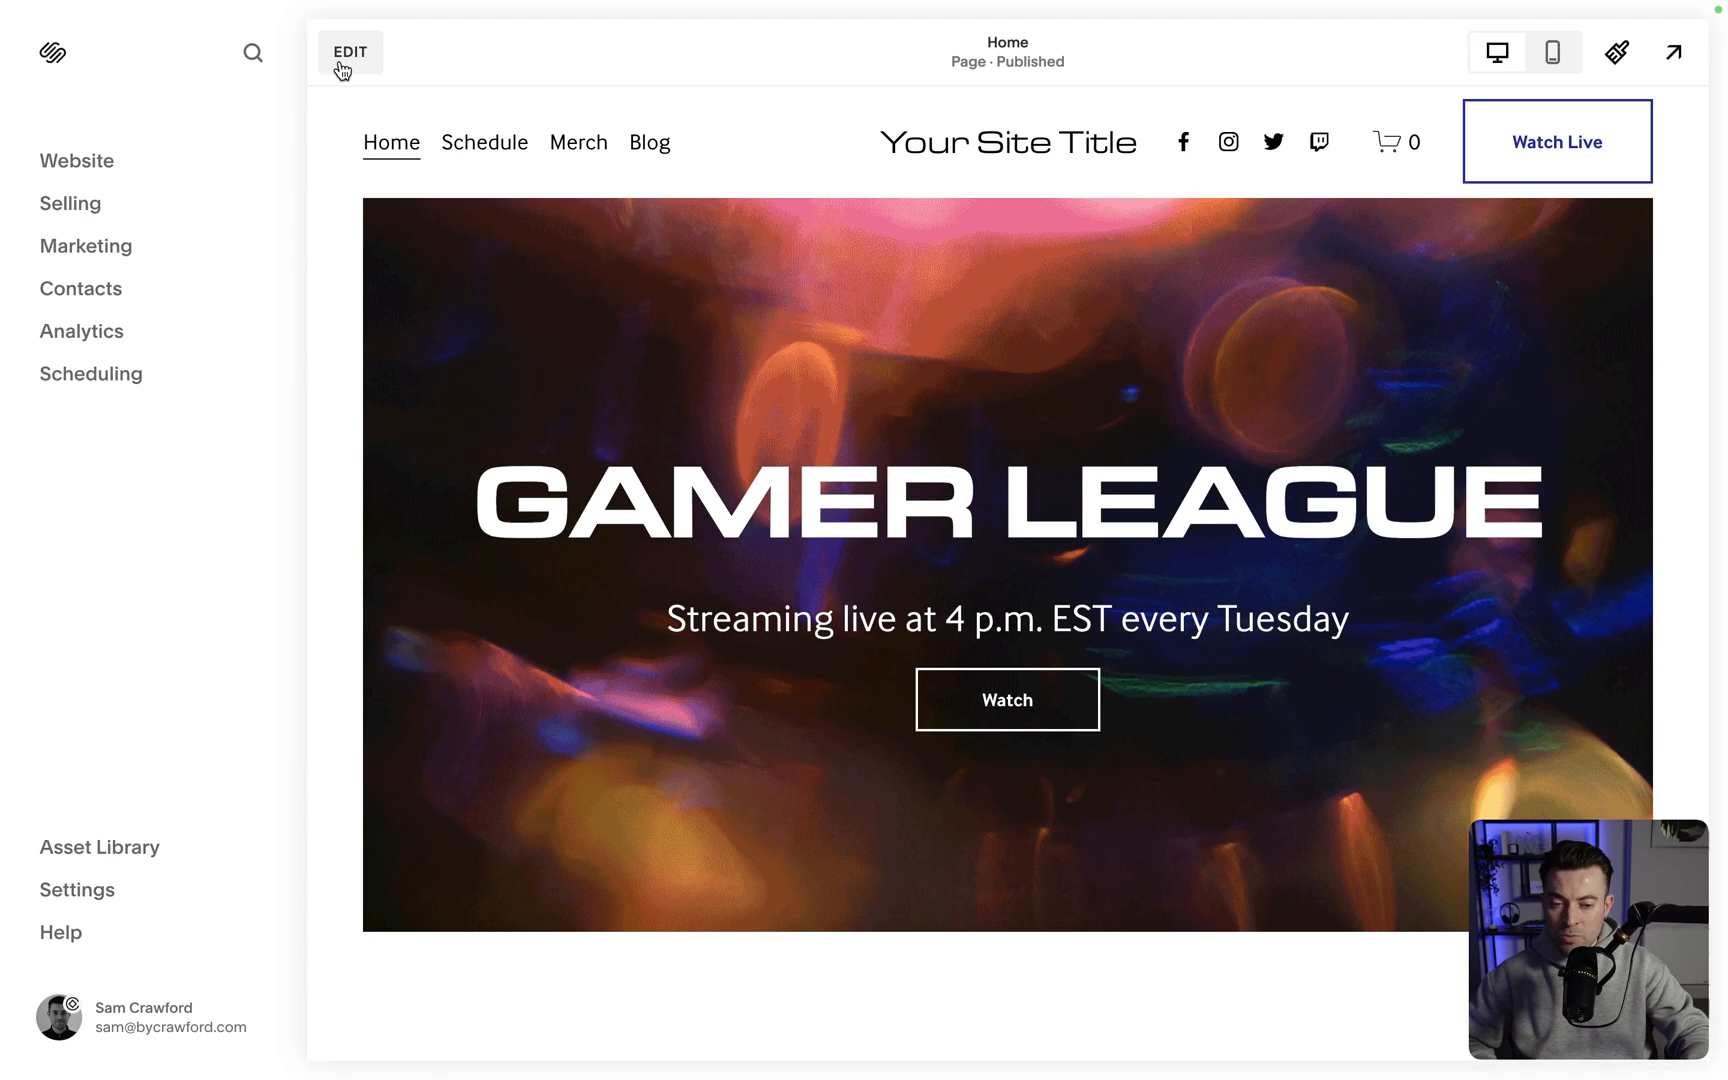 EDIT
Home
Page · Published
Website
Selling
Marketing
Contacts
Analytics
Scheduling
Asset Library
Settings
Help
Sam Crawford
sam@bycrawford.com
Home Schedule Merch Blog
Your Site Title
0
Watch Live
GAMER LEAGUE
Streaming live at 4 p.m. EST every Tuesday
Watch